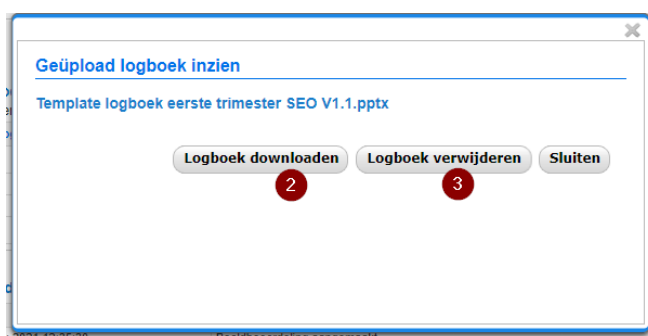 Geüpload logboek inzien
Template logboek eerste trimester SEO V1.1.pptx
Logboek downloaden Logboek verwijderen Sluiten
2 3